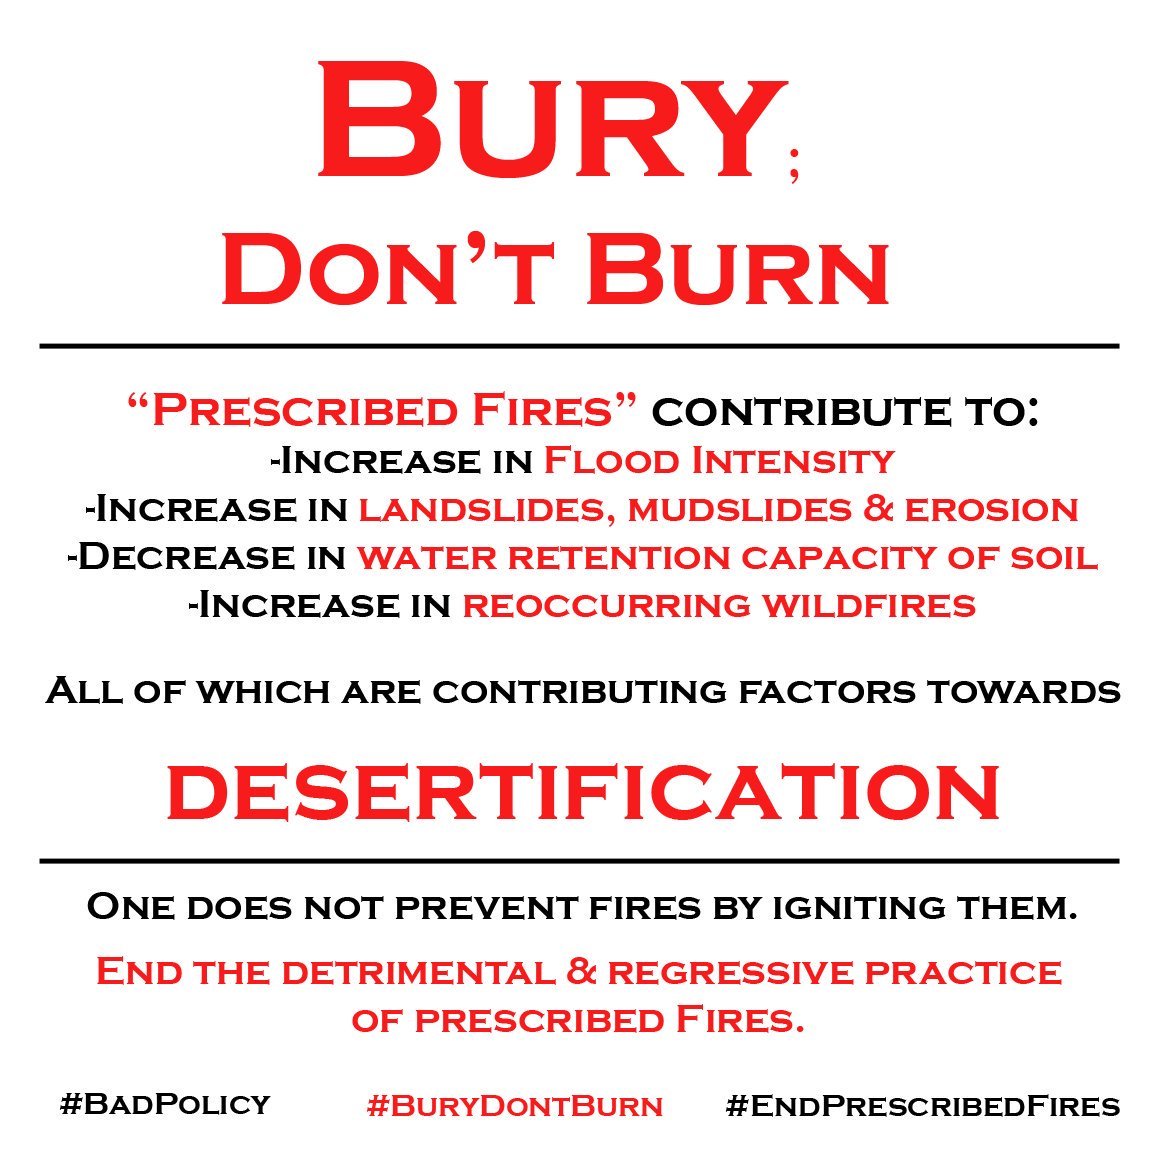 Bury;
Don't Burn
"Prescribed Fires" contribute to:
-Increase in Flood Intensity
-Increase in landslides, mudslides & erosion
-Decrease in water retention capacity of soil
-Increase in reoccurring wildfires
All of which are contributing factors towards
desertification
One does not prevent fires by igniting them.
End the detrimental & regressive practice
of prescribed Fires.
#BadPolicy #BuryDontBurn #EndPrescribedFires